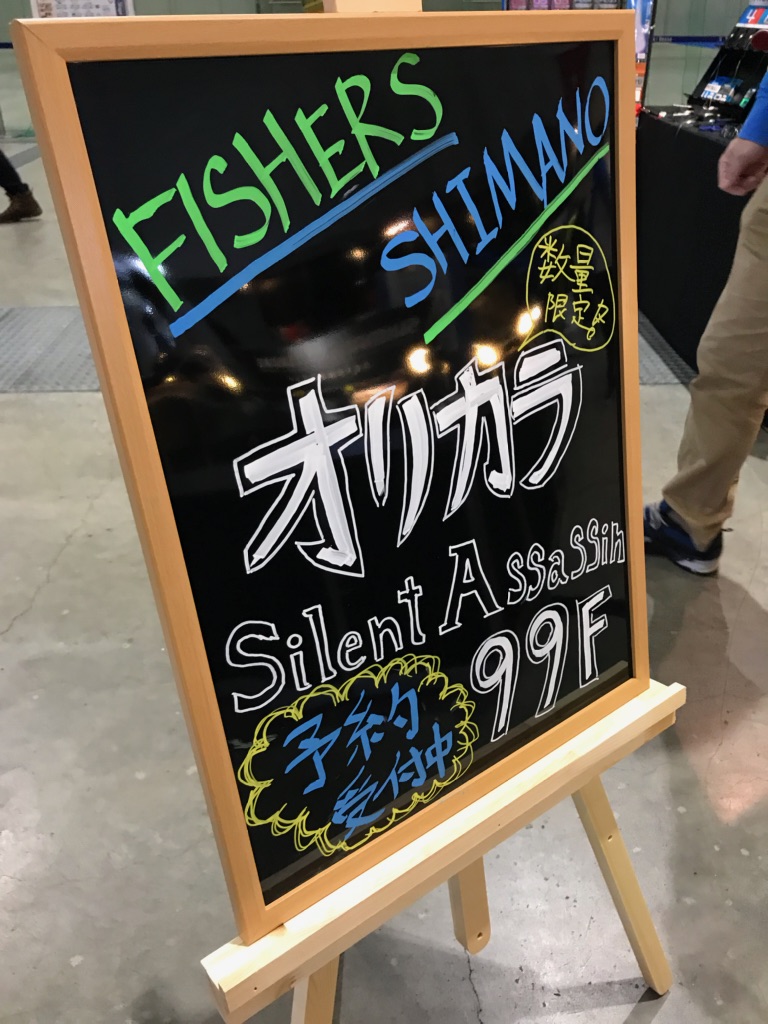 FISHERS
SHIMANO
数量
限定
オリカラ
Silent Assassin
99F
予約
受付中